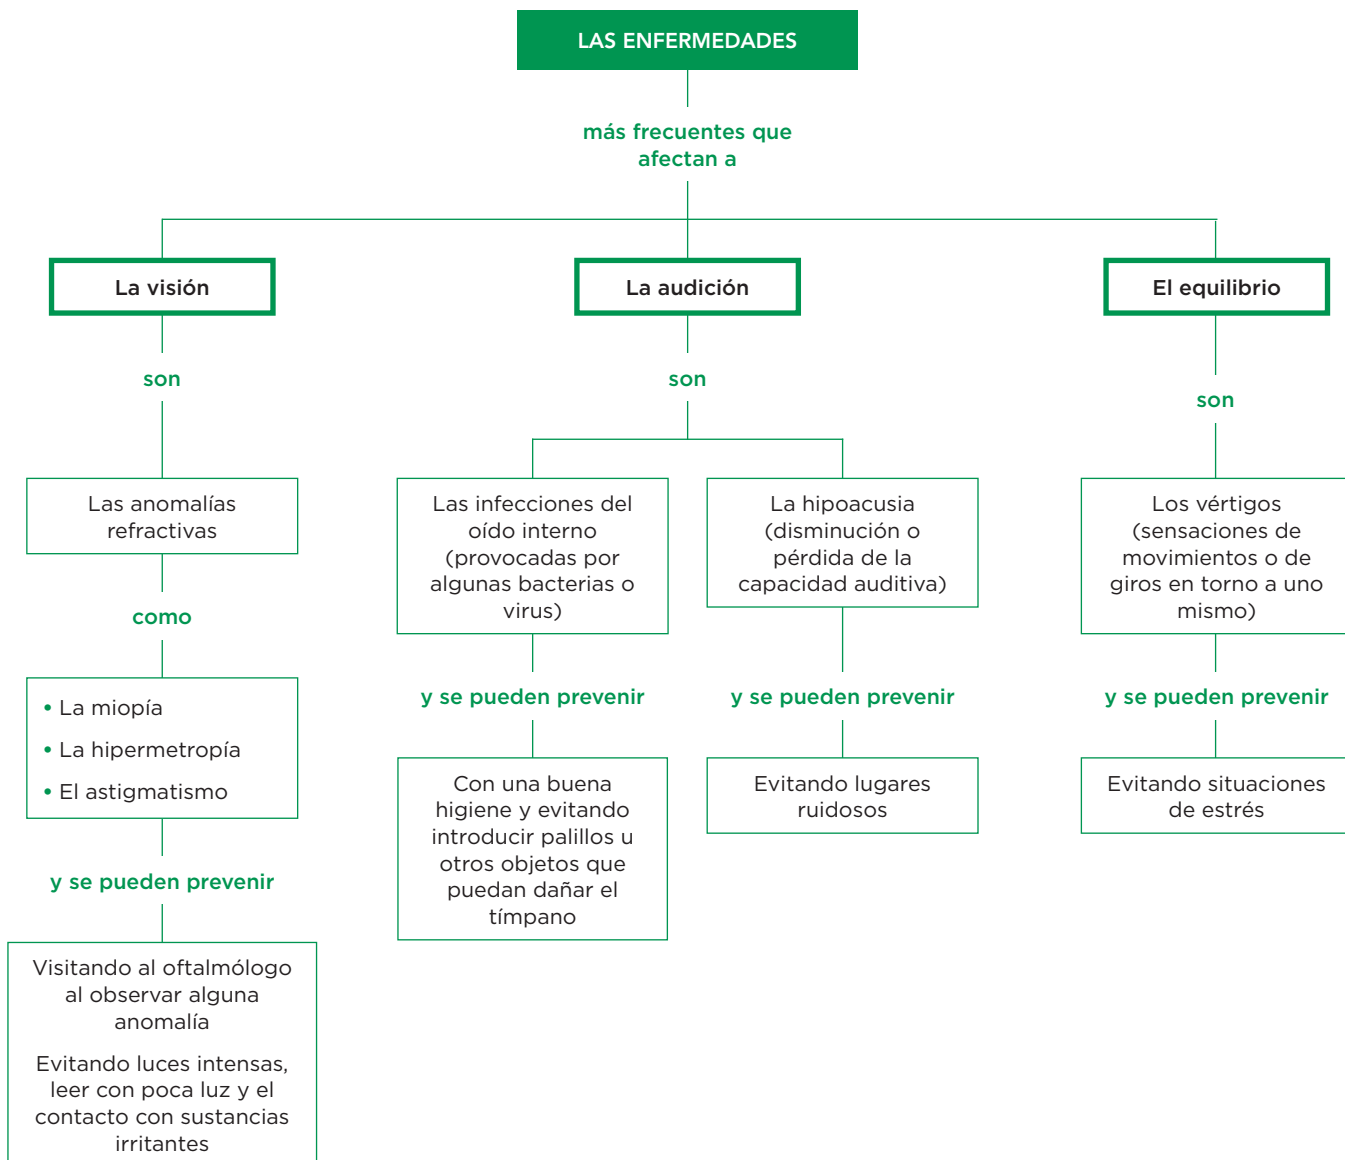 LAS ENFERMEDADES
más frecuentes que
afectan a
La visión
son
Las anomalías
refractivas
como
• La miopía
• La hipermetropía
• El astigmatismo
y se pueden prevenir
Visitando al oftalmólogo
al observar alguna
anomalía
Evitando luces intensas,
leer con poca luz y el
contacto con sustancias
irritantes
La audición
son
Las infecciones del
oído interno
(provocadas por
algunas bacterias o
virus)
y se pueden prevenir
Con una buena
higiene y evitando
introducir palillos u
otros objetos que
puedan dañar el
tímpano
La hipoacusia
(disminución o
pérdida de la
capacidad auditiva)
y se pueden prevenir
Evitando lugares
ruidosos
El equilibrio
son
Los vértigos
(sensaciones de
movimientos o de
giros en torno a uno
mismo)
y se pueden prevenir
Evitando situaciones
de estrés